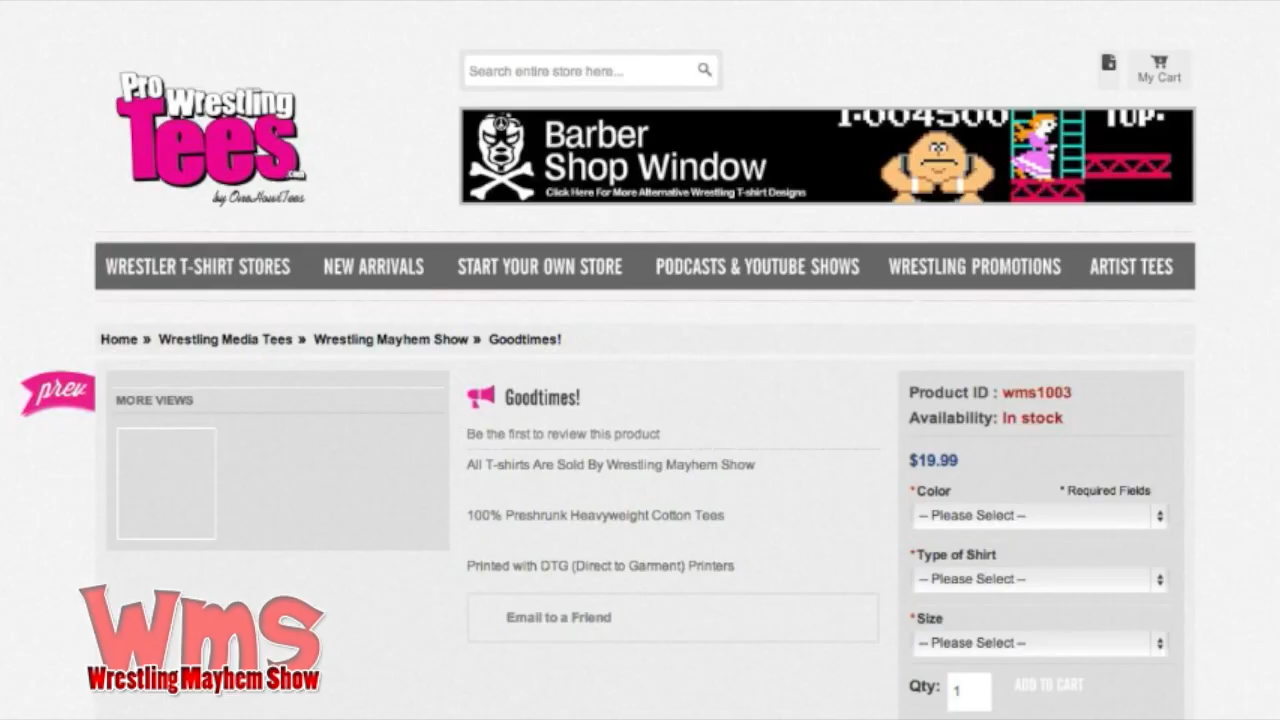 Search entire store here...
My Cart
Pro Wrestling Tees .com
by OneHourTees
Barber
Shop Window
Click Here For More Alternative Wrestling T-shirt Designs
1-004500 TOP-
WRESTLER T-SHIRT STORES NEW ARRIVALS START YOUR OWN STORE PODCASTS & YOUTUBE SHOWS WRESTLING PROMOTIONS ARTIST TEES
Home » Wrestling Media Tees » Wrestling Mayhem Show » Goodtimes!
prev
MORE VIEWS
Goodtimes!
Be the first to review this product
All T-shirts Are Sold By Wrestling Mayhem Show
100% Preshrunk Heavyweight Cotton Tees
Printed with DTG (Direct to Garment) Printers
Email to a Friend
Product ID : wms1003
Availability: In stock
$19.99
*Color * Required Fields
-- Please Select --
*Type of Shirt
-- Please Select --
*Size
-- Please Select --
Qty: 1 ADD TO CART
Wms
Wrestling Mayhem Show